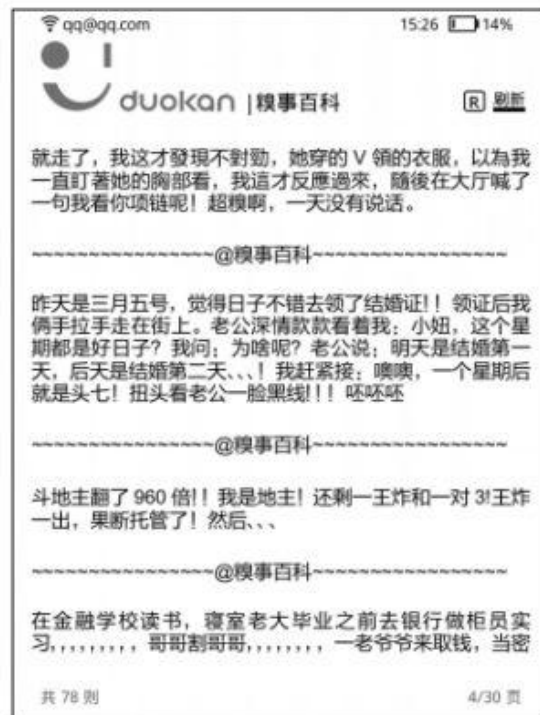 qq@qq.com 15:26 14%
duokan |糗事百科 R 刷新
就走了，我这才發現不對勁，她穿的 V 領的衣服，以為我
一直盯著她的胸部看，我這才反應過來，隨後在大厅喊了
一句我看你项链呢！超糗啊，一天没有说话。
~~~~~~~~~~~~~~~~@糗事百科~~~~~~~~~~~~~~~~~
昨天是三月五号，觉得日子不错去领了结婚证！！领证后我
俩手拉手走在街上。老公深情款款看着我：小妞，这个星
期都是好日子？我问：为啥呢？老公说：明天是结婚第一
天，后天是结婚第二天、、、！我赶紧接：噢噢，一个星期后
就是头七！扭头看老公一脸黑线！！！呸呸呸
~~~~~~~~~~~~~~~~@糗事百科~~~~~~~~~~~~~~~~~
斗地主翻了 960 倍！！我是地主！还剩一王炸和一对 3!王炸
一出，果断托管了！然后、、、
~~~~~~~~~~~~~~~~@糗事百科~~~~~~~~~~~~~~~~~
在金融学校读书，寝室老大毕业之前去银行做柜员实
习,,,,,,,,,哥哥割哥哥,,,,,,,,一老爷爷来取钱，当密
共 78 则 4/30 页